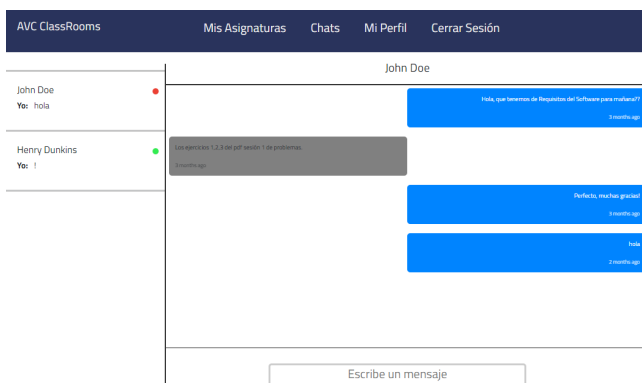 AVC ClassRooms
Mis Asignaturas Chats Mi Perfil Cerrar Sesión
John Doe
Yo: hola
Henry Dunkins
Yo: !
John Doe
Hola, que tenemos de Requisitos del Software para mañana??
3 months ago
Los ejercicios 1,2,3 del pdf sesión 1 de problemas.
3 months ago
Perfecto, muchas gracias!
3 months ago
hola
2 months ago
Escribe un mensaje